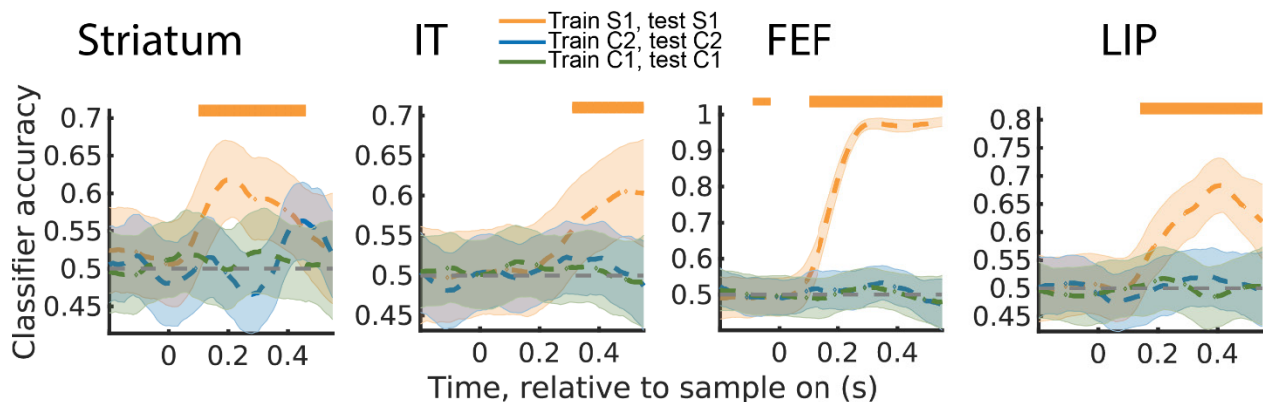 Striatum
IT
Train S1, test S1
Train C2, test C2
Train C1, test C1
FEF
LIP
Classifier accuracy
0.7
0.65
0.6
0.55
0.5
0.45
0 0.2 0.4
0.7
0.65
0.6
0.55
0.5
0.45
0 0.2 0.4
1
0.9
0.8
0.7
0.6
0.5
0 0.2 0.4
0.8
0.75
0.7
0.65
0.6
0.55
0.5
0.45
0 0.2 0.4
Time, relative to sample on (s)